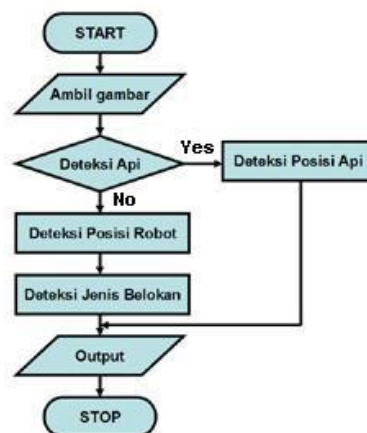 START
Ambil gambar
Deteksi Api
Yes
Deteksi Posisi Api
No
Deteksi Posisi Robot
Deteksi Jenis Belokan
Output
STOP